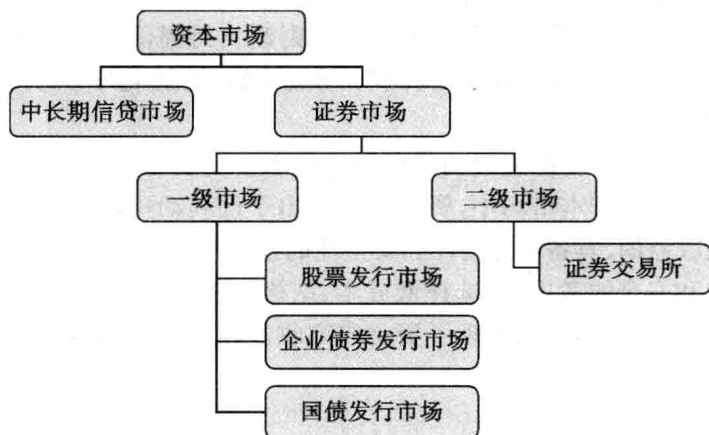 资本市场
中长期信贷市场
证券市场
一级市场
二级市场
股票发行市场
证券交易所
企业债券发行市场
国债发行市场